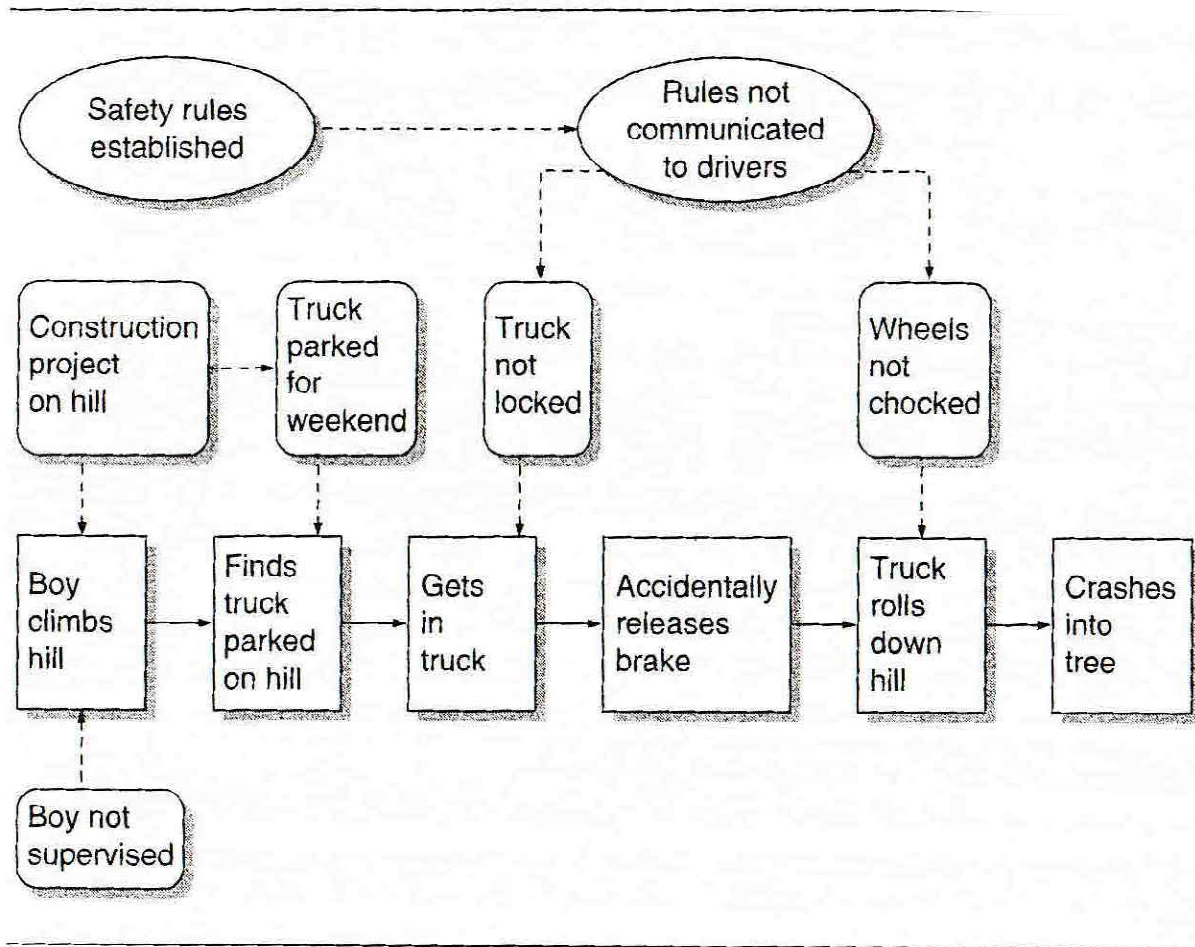 Safety rules
established
Rules not
communicated
to drivers
Construction
project
on hill
Truck
parked
for
weekend
Truck
not
locked
Wheels
not
chocked
Boy
climbs
hill
Finds
truck
parked
on hill
Gets
in
truck
Accidentally
releases
brake
Truck
rolls
down
hill
Crashes
into
tree
Boy not
supervised